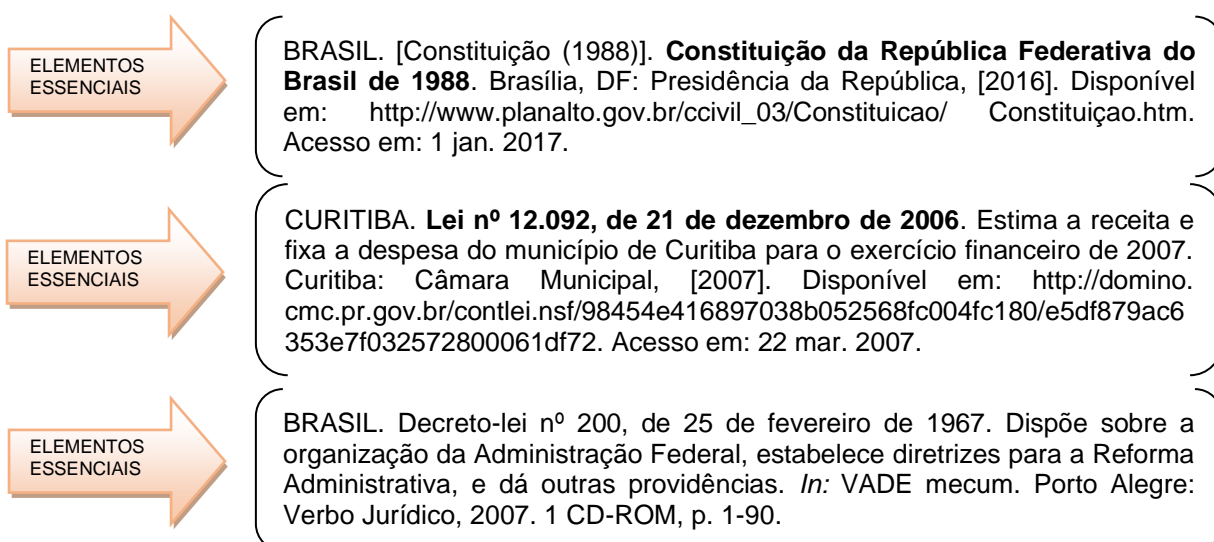 ELEMENTOS
ESSENCIAIS
BRASIL. [Constituição (1988)]. Constituição da República Federativa do
Brasil de 1988. Brasília, DF: Presidência da República, [2016]. Disponível
em: http://www.planalto.gov.br/ccivil_03/Constituicao/ Constituiçao.htm.
Acesso em: 1 jan. 2017.
ELEMENTOS
ESSENCIAIS
CURITIBA. Lei nº 12.092, de 21 de dezembro de 2006. Estima a receita e
fixa a despesa do município de Curitiba para o exercício financeiro de 2007.
Curitiba: Câmara Municipal, [2007]. Disponível em: http://domino.
cmc.pr.gov.br/contlei.nsf/98454e416897038b052568fc004fc180/e5df879ac6
353e7f032572800061df72. Acesso em: 22 mar. 2007.
ELEMENTOS
ESSENCIAIS
BRASIL. Decreto-lei nº 200, de 25 de fevereiro de 1967. Dispõe sobre a
organização da Administração Federal, estabelece diretrizes para a Reforma
Administrativa, e dá outras providências. In: VADE mecum. Porto Alegre:
Verbo Jurídico, 2007. 1 CD-ROM, p. 1-90.